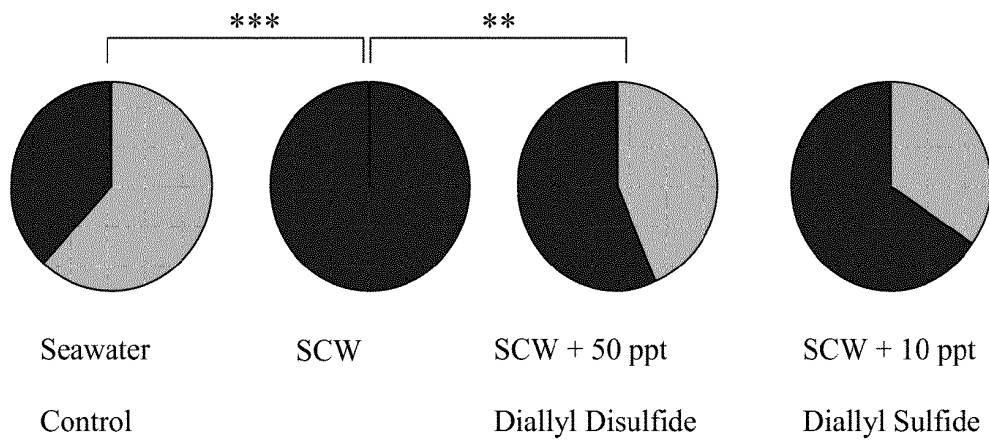 *** **
Seawater SCW SCW + 50 ppt SCW + 10 ppt
Control Diallyl Disulfide Diallyl Sulfide